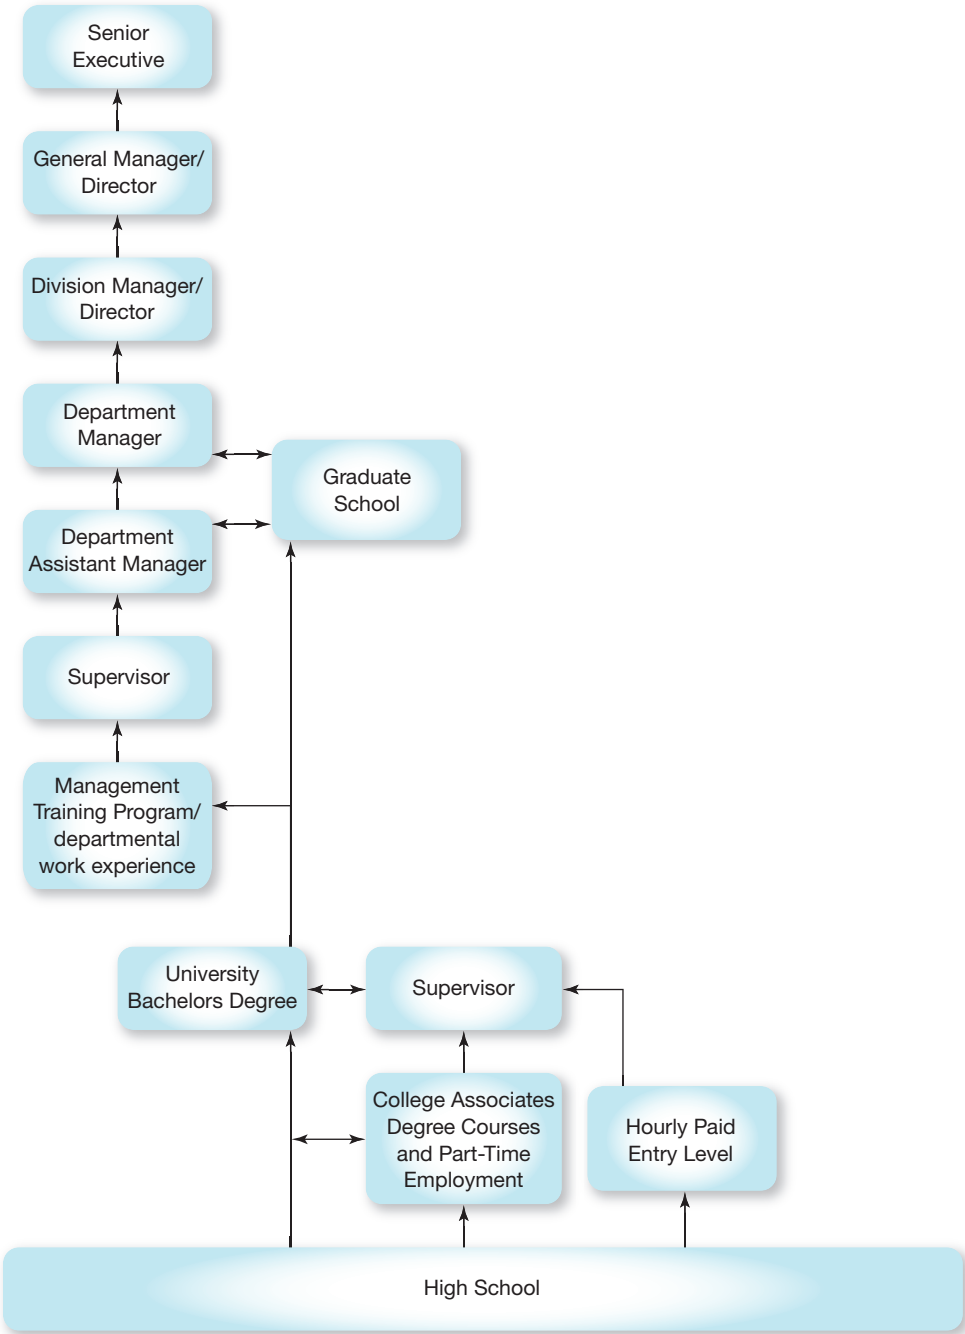 Senior
Executive
General Manager/
Director
Division Manager/
Director
Department
Manager
Graduate
School
Department
Assistant Manager
Supervisor
Management
Training Program/
departmental
work experience
University
Bachelors Degree
Supervisor
College Associates
Degree Courses
and Part-Time
Employment
Hourly Paid
Entry Level
High School